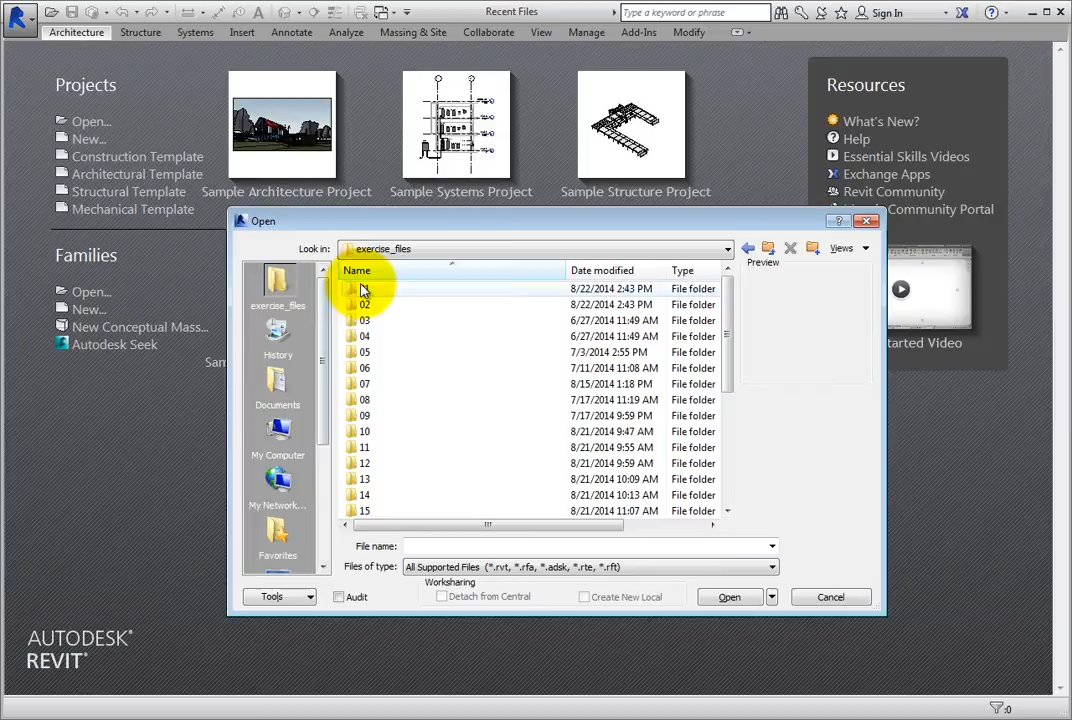 Recent Files
Type a keyword or phrase
Sign In
Architecture Structure Systems Insert Annotate Analyze Massing & Site Collaborate View Manage Add-Ins Modify
Projects
Open...
New...
Construction Template
Architectural Template
Structural Template
Mechanical Template
Sample Architecture Project
Sample Systems Project
Sample Structure Project
Resources
What's New?
Help
Essential Skills Videos
Exchange Apps
Revit Community
Community Portal
Families
Open...
New...
New Conceptual Mass...
Autodesk Seek
Sam
tarted Video
Open
Look in: exercise_files
Views
Name Date modified Type
Preview
8/22/2014 2:43 PM File folder
02 8/22/2014 2:43 PM File folder
03 6/27/2014 11:49 AM File folder
04 6/27/2014 11:49 AM File folder
05 7/3/2014 2:55 PM File folder
06 7/11/2014 11:08 AM File folder
07 8/15/2014 1:18 PM File folder
08 7/17/2014 11:19 AM File folder
09 7/17/2014 9:59 PM File folder
10 8/21/2014 9:47 AM File folder
11 8/21/2014 9:55 AM File folder
12 8/21/2014 9:59 AM File folder
13 8/21/2014 10:09 AM File folder
14 8/21/2014 10:13 AM File folder
15 8/21/2014 11:07 AM File folder
exercise_files
History
Documents
My Computer
My Network...
Favorites
File name:
Files of type: All Supported Files (*.rvt, *.rfa, *.adsk, *.rte, *.rft)
Worksharing
Tools Audit Detach from Central Create New Local Open Cancel
AUTODESK®
REVIT®
:0